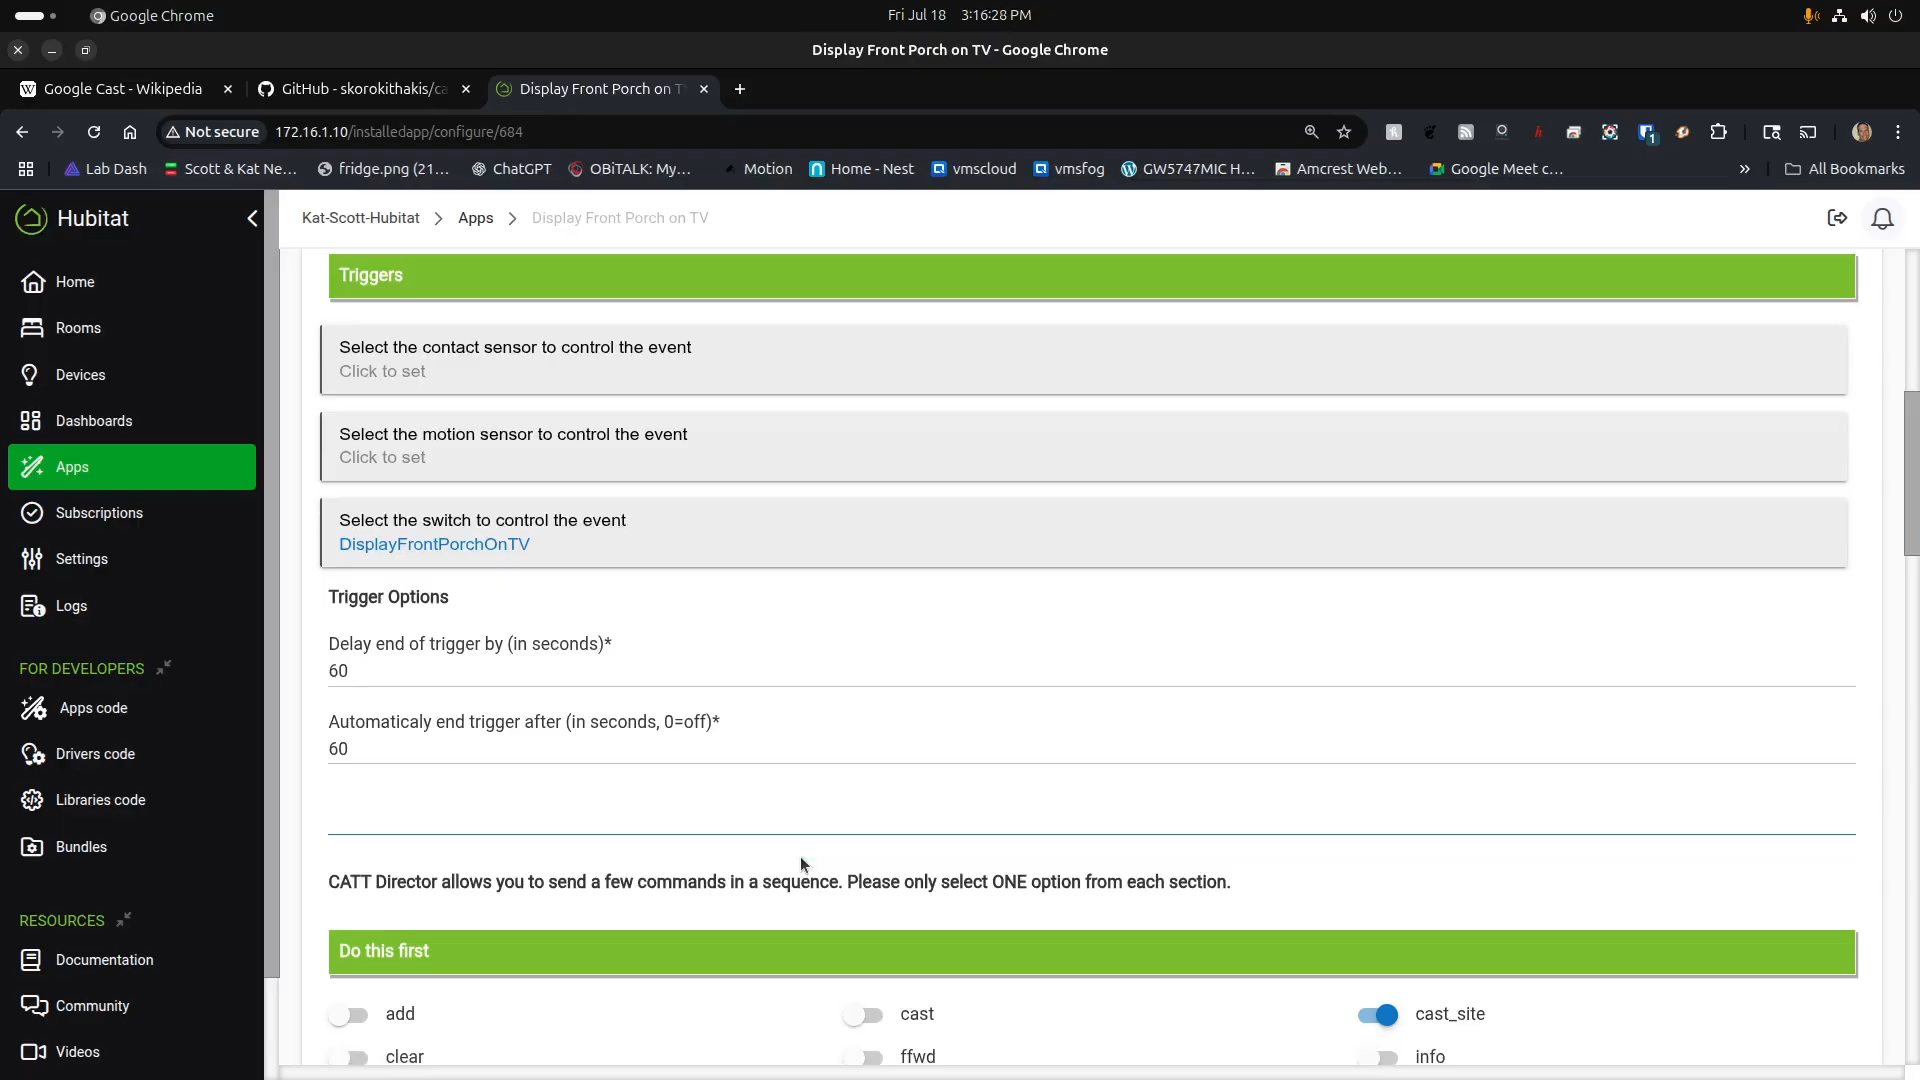 Google Chrome
Fri Jul 18 3:16:28 PM
Display Front Porch on TV - Google Chrome
Google Cast - Wikipedia
GitHub - skorokithakis/ca
Display Front Porch on T
Not secure
172.16.1.10/installedapp/configure/684
Lab Dash
Scott & Kat Ne...
fridge.png (21...
ChatGPT
OBiTALK: My...
Motion
Home - Nest
vmscloud
vmsfog
GW5747MIC H...
Amcrest Web...
Google Meet c...
All Bookmarks
Hubitat
Kat-Scott-Hubitat
Apps
Display Front Porch on TV
Home
Rooms
Devices
Dashboards
Apps
Subscriptions
Settings
Logs
FOR DEVELOPERS
Apps code
Drivers code
Libraries code
Bundles
RESOURCES
Documentation
Community
Videos
Triggers
Select the contact sensor to control the event
Click to set
Select the motion sensor to control the event
Click to set
Select the switch to control the event
DisplayFrontPorchOnTV
Trigger Options
Delay end of trigger by (in seconds)*
60
Automaticaly end trigger after (in seconds, 0=off)*
60
CATT Director allows you to send a few commands in a sequence. Please only select ONE option from each section.
Do this first
add
cast
cast_site
clear
ffwd
info